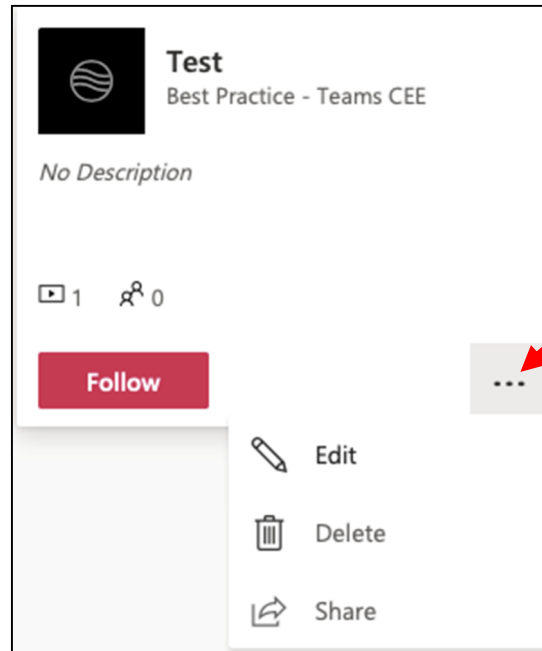 Test
Best Practice - Teams CEE
No Description
1 0
Follow
...
Edit
Delete
Share